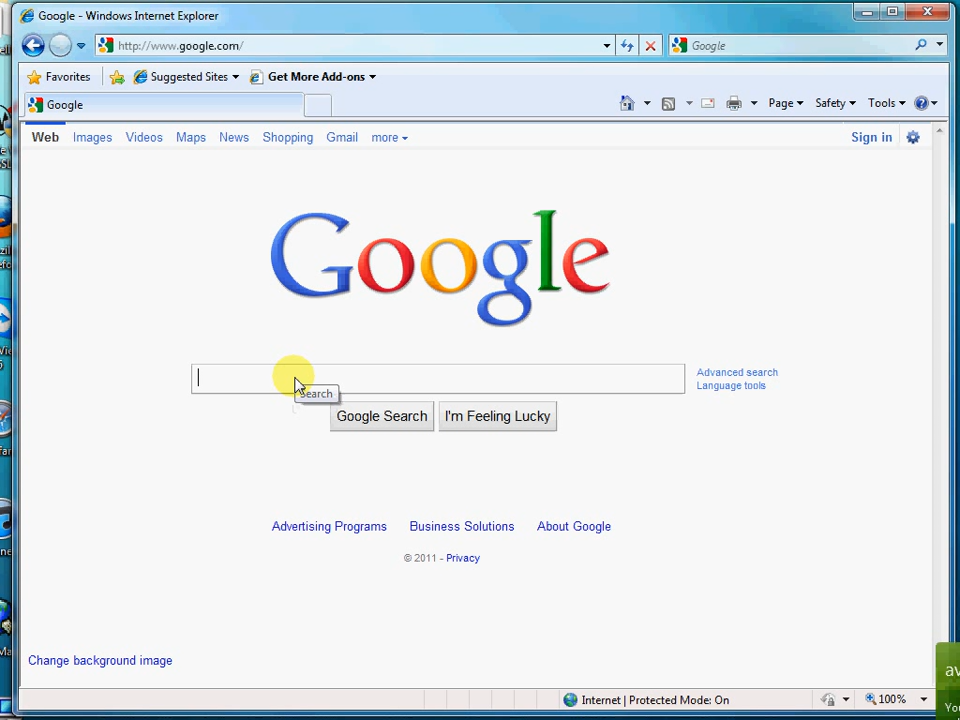 Google - Windows Internet Explorer
http://www.google.com/
Google
Favorites
Suggested Sites
Get More Add-ons
Google
Page
Safety
Tools
Web Images Videos Maps News Shopping Gmail more
Sign in
Google
Search
Advanced search
Language tools
Google Search
I'm Feeling Lucky
Advertising Programs
Business Solutions
About Google
© 2011 - Privacy
Change background image
av
You
Internet | Protected Mode: On
100%